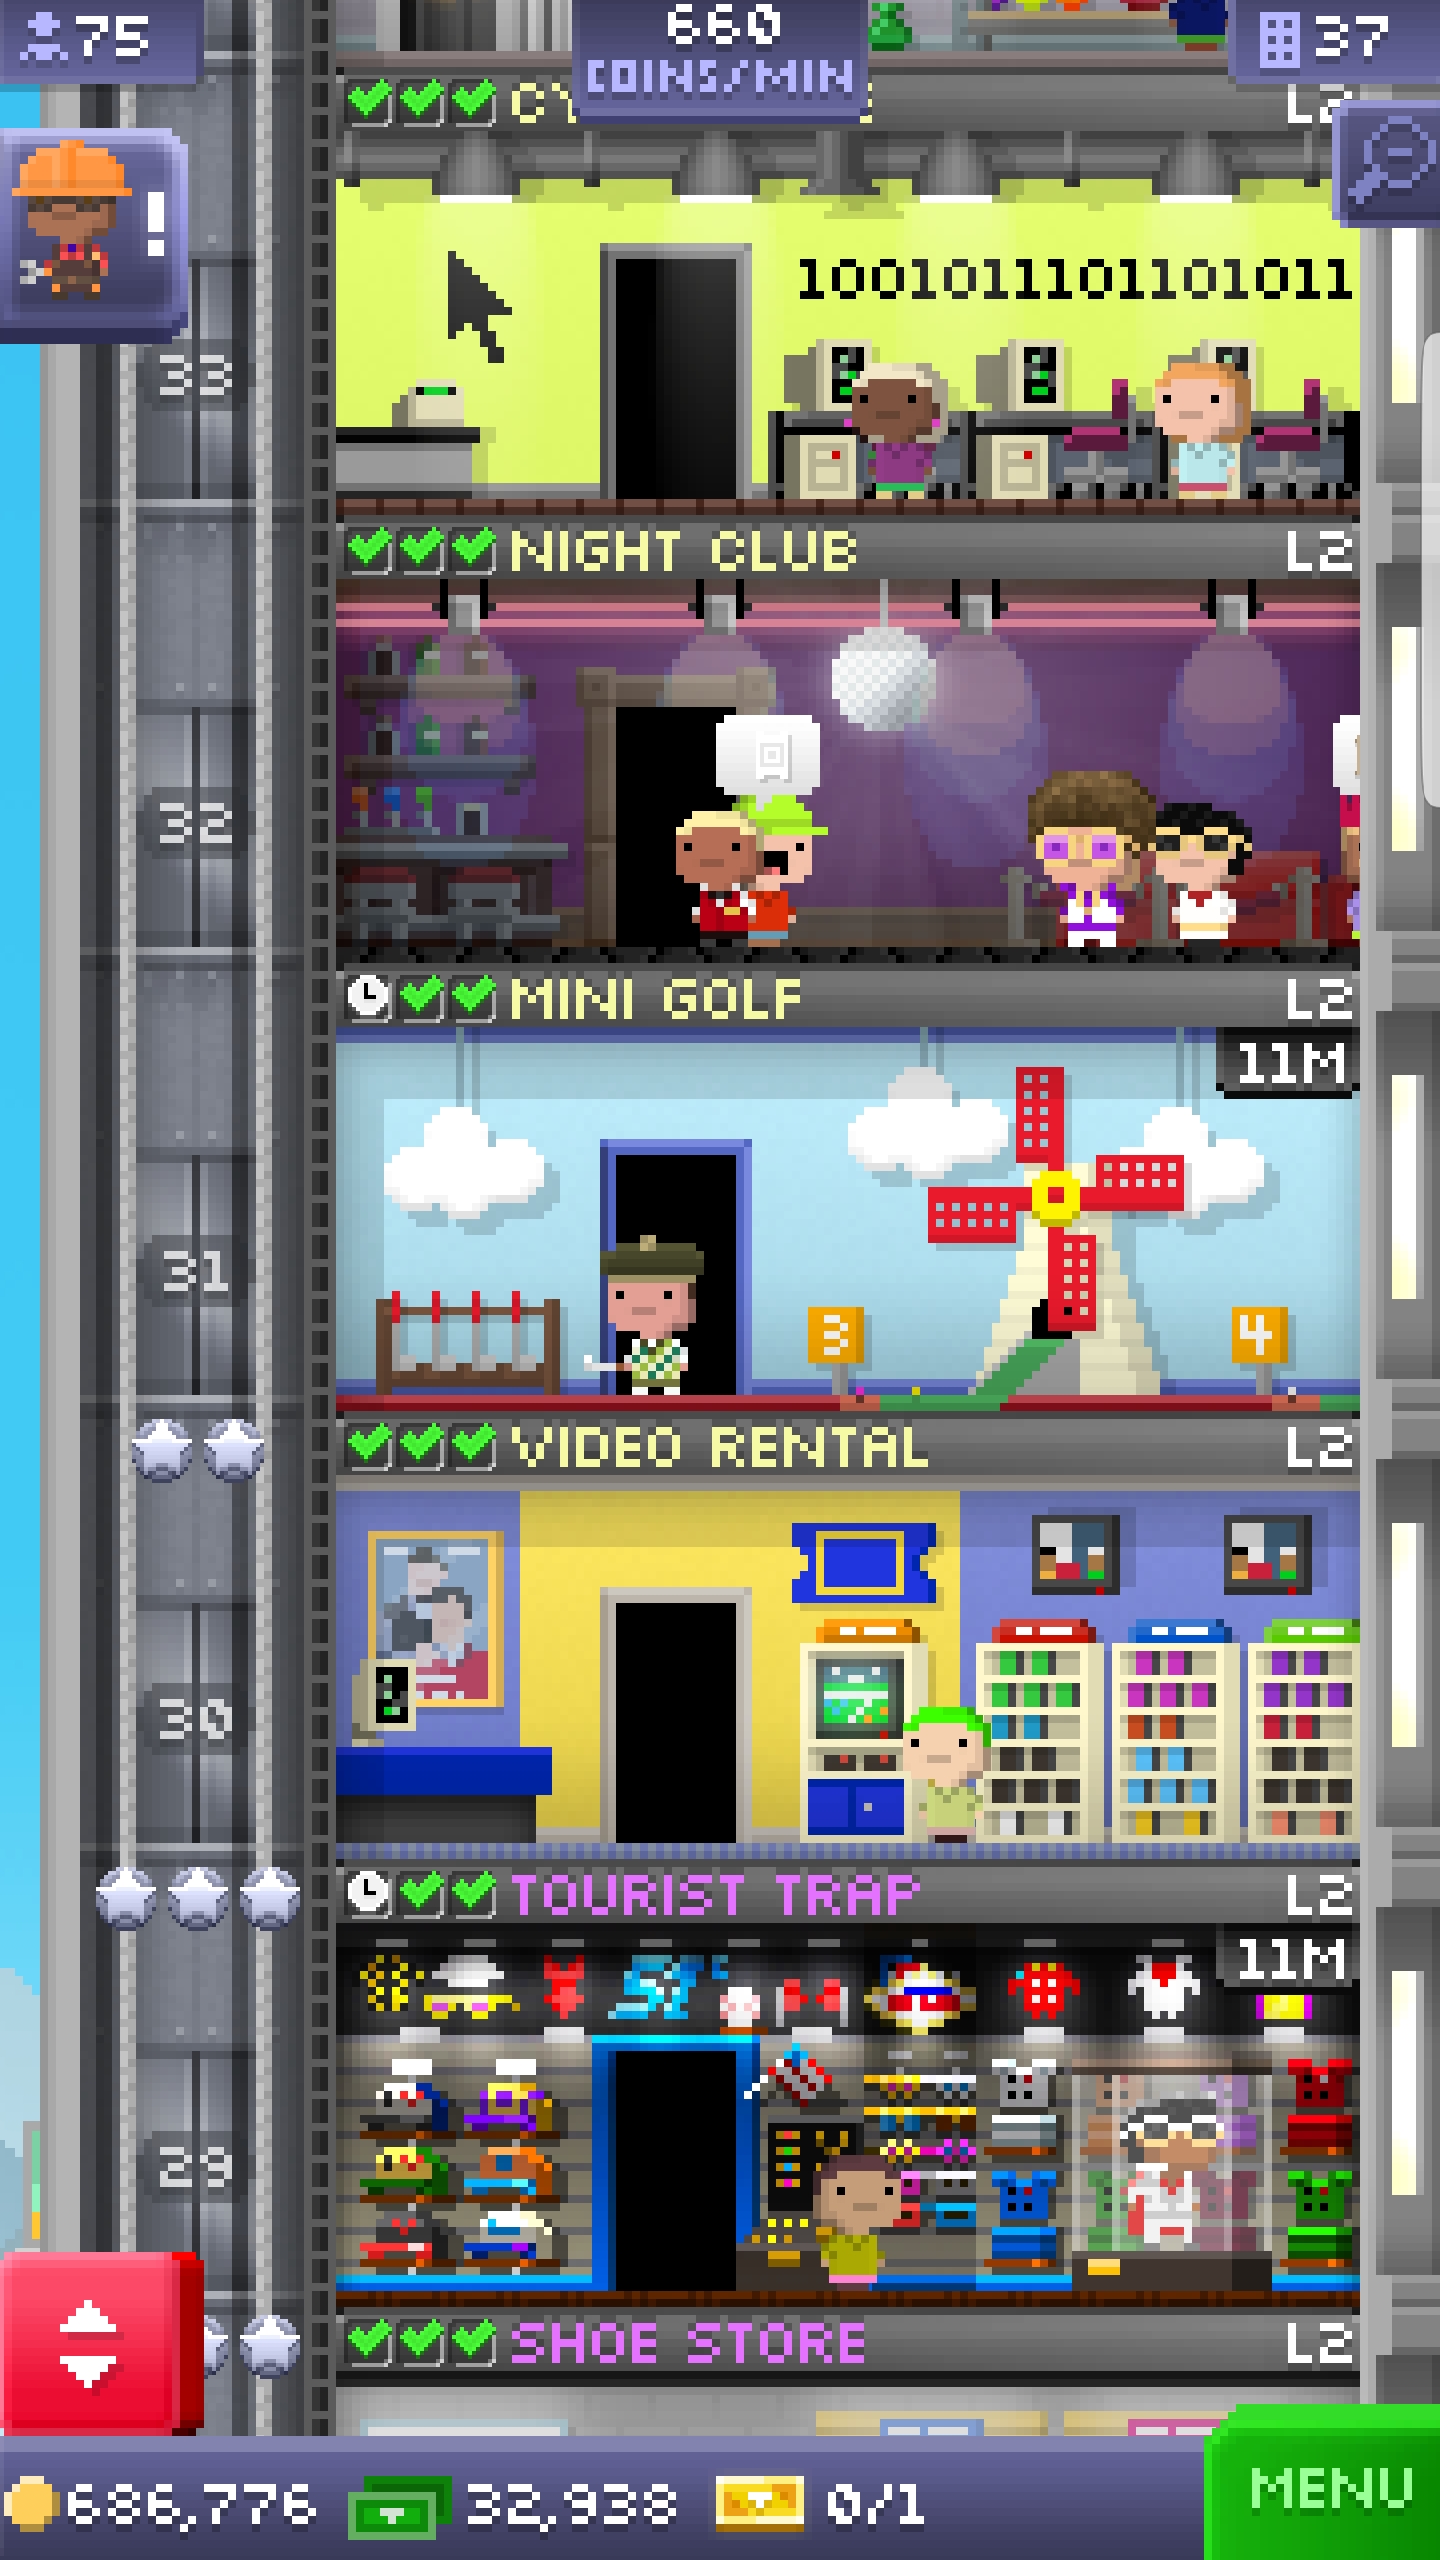 75
660
COINS/MIN
37
CY
L2
!
100101110110101011
33
NIGHT CLUB L2
32
MINI GOLF L2
11M
31
3
4
VIDEO RENTAL L2
30
TOURIST TRAP L2
11M
29
SHOE STORE L2
686,776
32,938
0/1
MENU